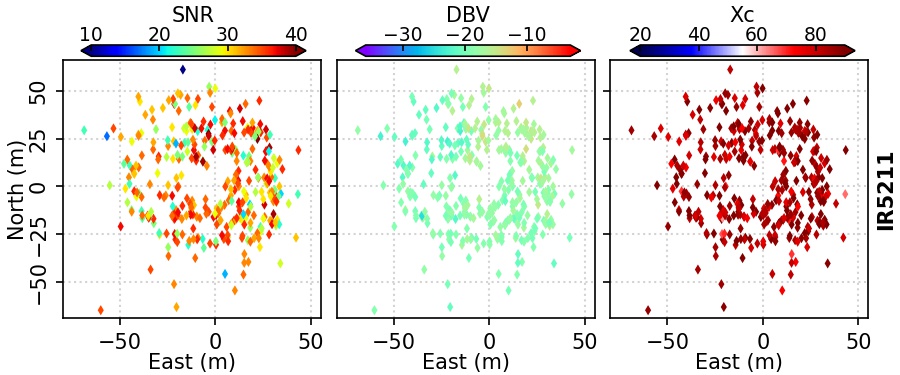 SNR DBV Xc
10 20 30 40 −30 −20 −10 20 40 60 80
50
25
0
−25
−50
North (m)
−50 0 50 −50 0 50 −50 0 50
East (m) East (m) East (m)
IR5211